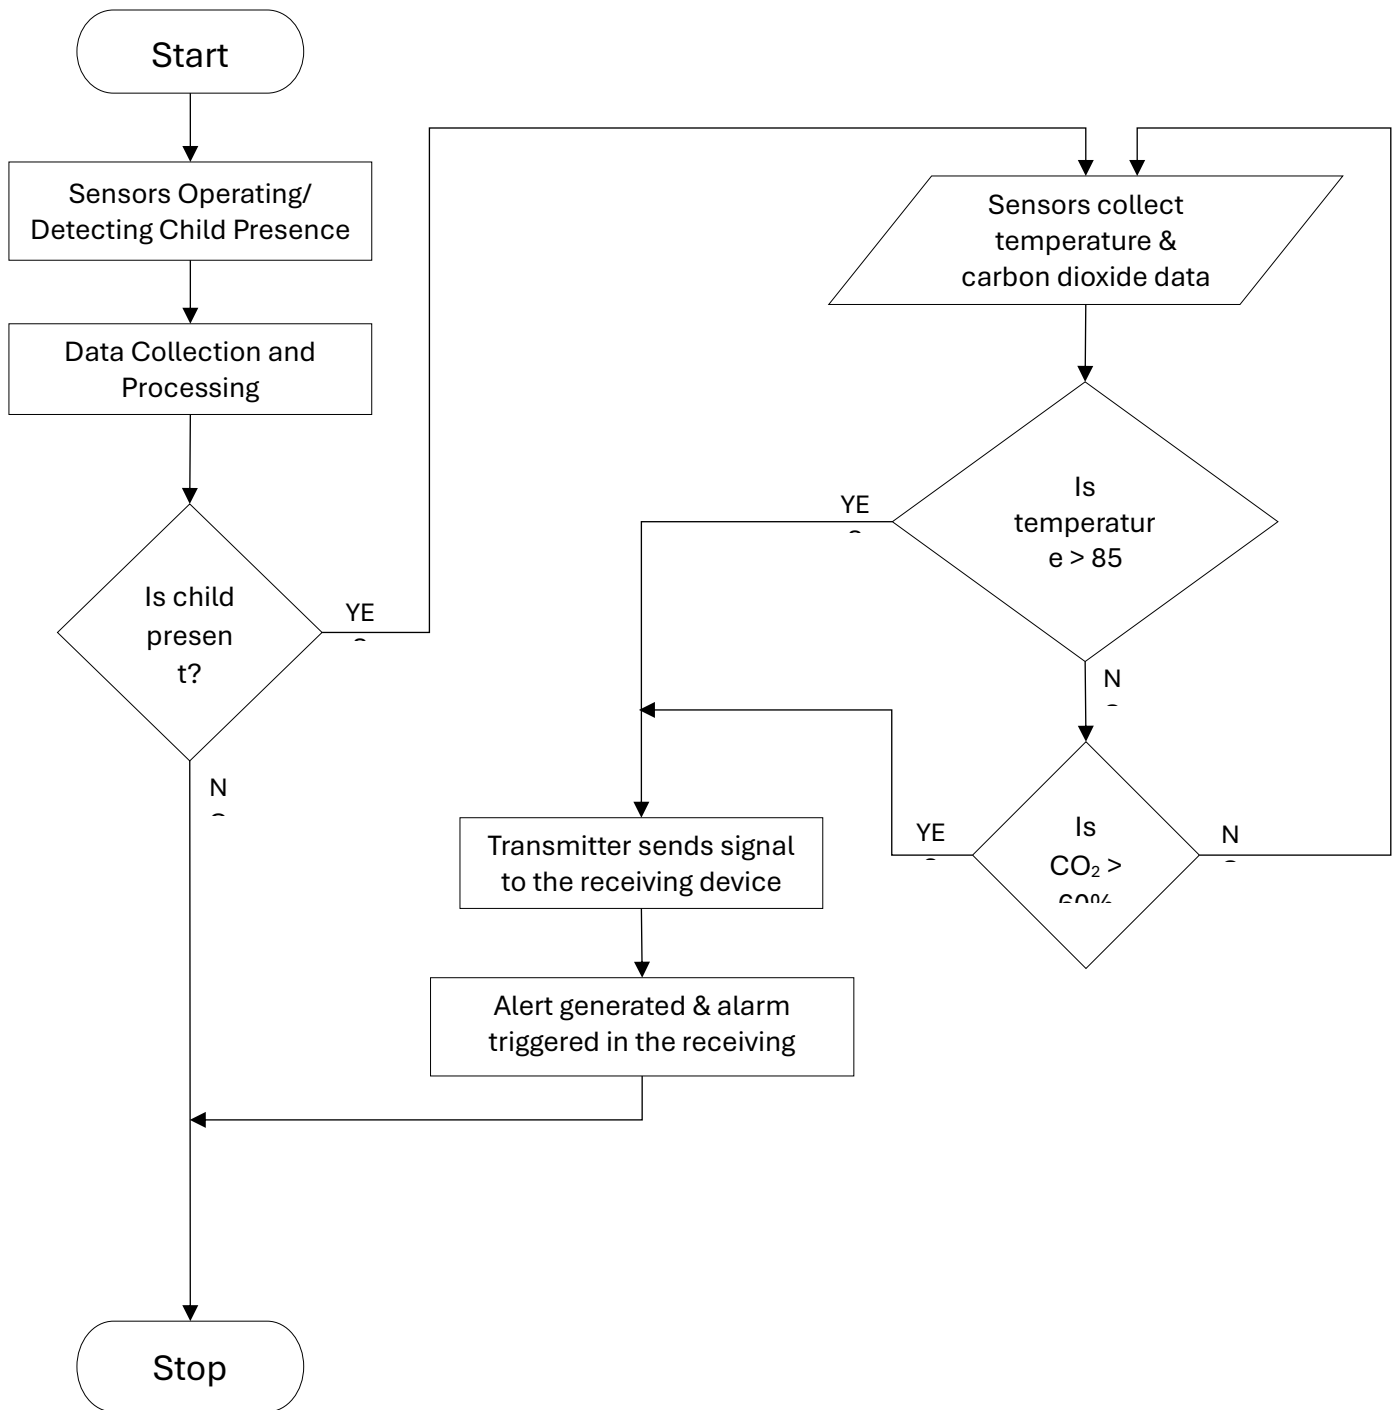 Start
Sensors Operating/
Detecting Child Presence
Data Collection and
Processing
Is child
presen
t?
YE
N
Sensors collect
temperature &
carbon dioxide data
Is
temperatur
e > 85
YE
N
Is
CO₂ >
60%
YE
N
Transmitter sends signal
to the receiving device
Alert generated & alarm
triggered in the receiving
Stop